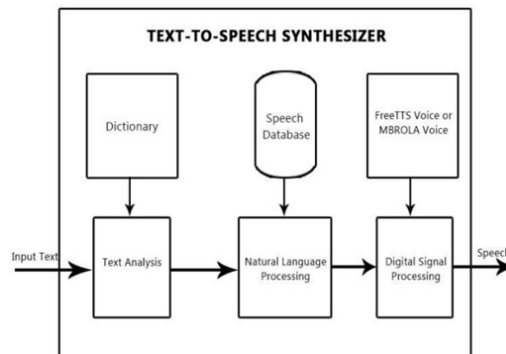 TEXT-TO-SPEECH SYNTHESIZER
Dictionary
Speech
Database
FreeTTS Voice or
MBROLA Voice
Input Text
Text Analysis
Natural Language
Processing
Digital Signal
Processing
Speech